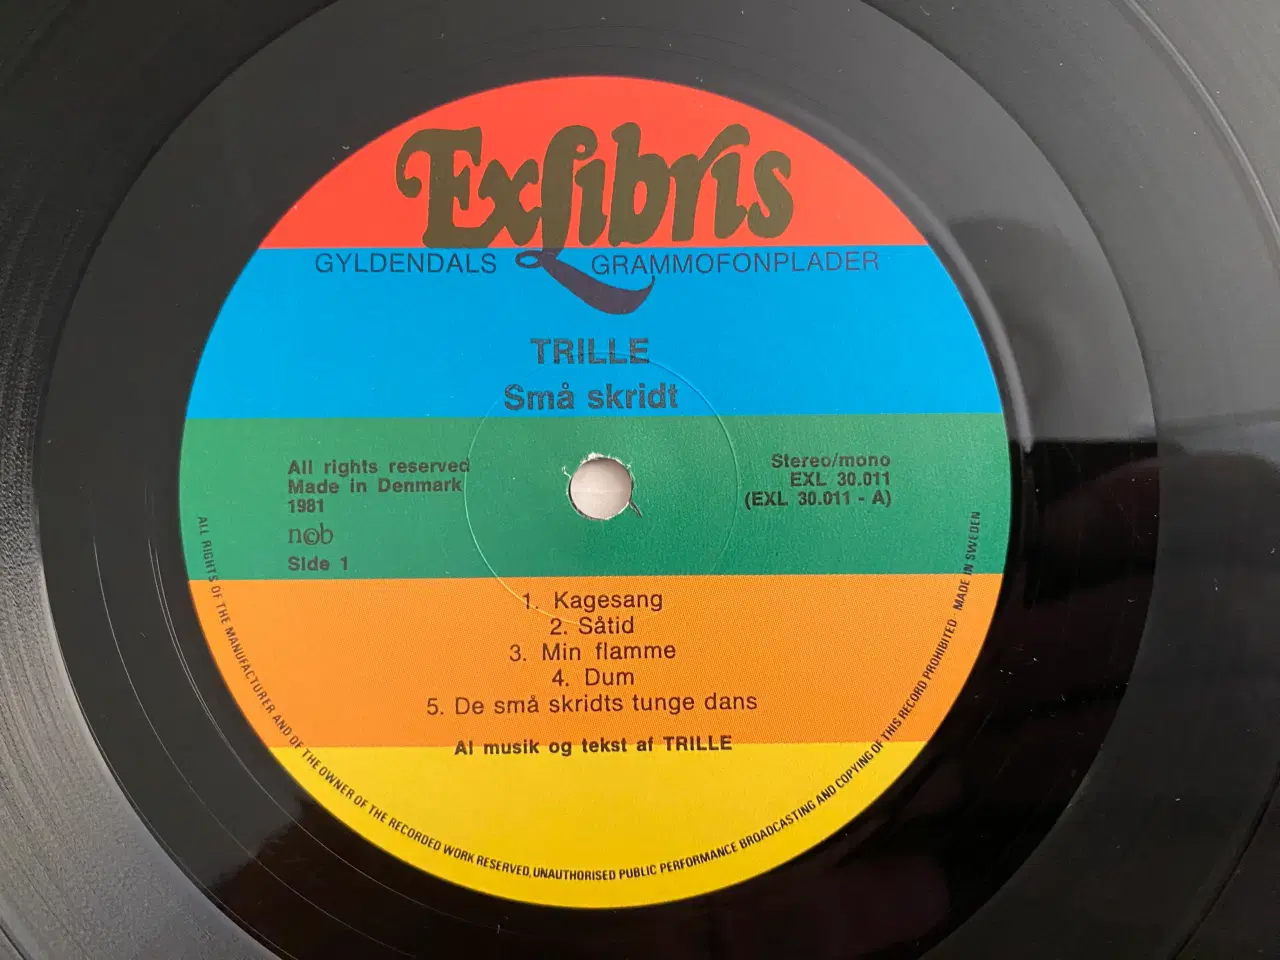 Exlibris
GYLDENDALS GRAMMOFONPLADER
TRILLE
Små skridt
All rights reserved
Made in Denmark
1981
n©b
Side 1
Stereo/mono
EXL 30.011
(EXL 30.011 - A)
1. Kagesang
2. Såtid
3. Min flamme
4. Dum
5. De små skridts tunge dans
Al musik og tekst af TRILLE
ALL RIGHTS OF THE MANUFACTURER AND OF THE OWNER OF THE RECORDED WORK RESERVED, UNAUTHORISED PUBLIC PERFORMANCE BROADCASTING AND COPYING OF THIS RECORD PROHIBITED · MADE IN SWEDEN